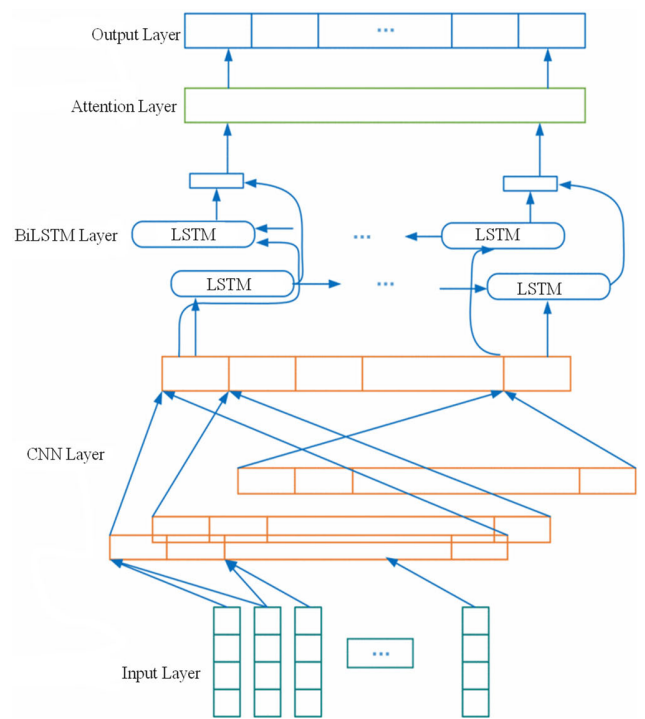 Output Layer
...
Attention Layer
BiLSTM Layer
LSTM
...
LSTM
LSTM
...
LSTM
CNN Layer
Input Layer
...